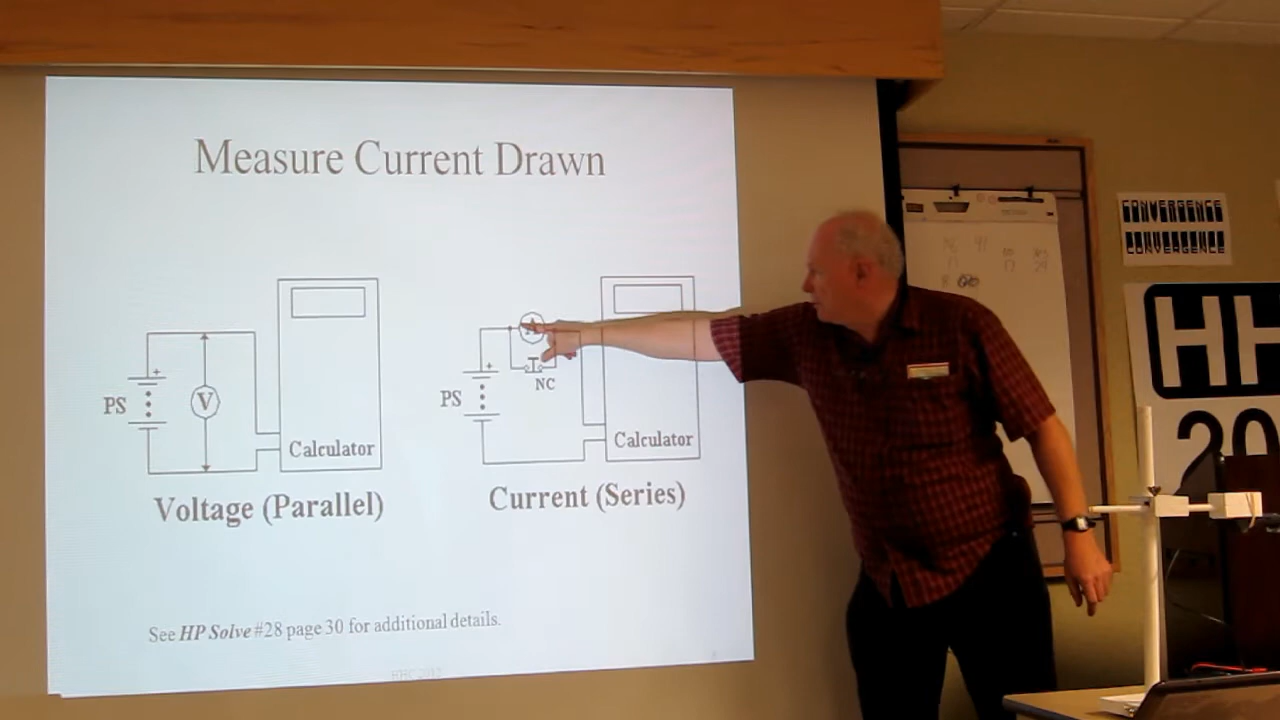 Measure Current Drawn
PS
+
V
Calculator
Voltage (Parallel)
PS
+
A
NC
Calculator
Current (Series)
See HP Solve #28 page 30 for additional details.
CONVERGENCE
CONVERGENCE
HH
20